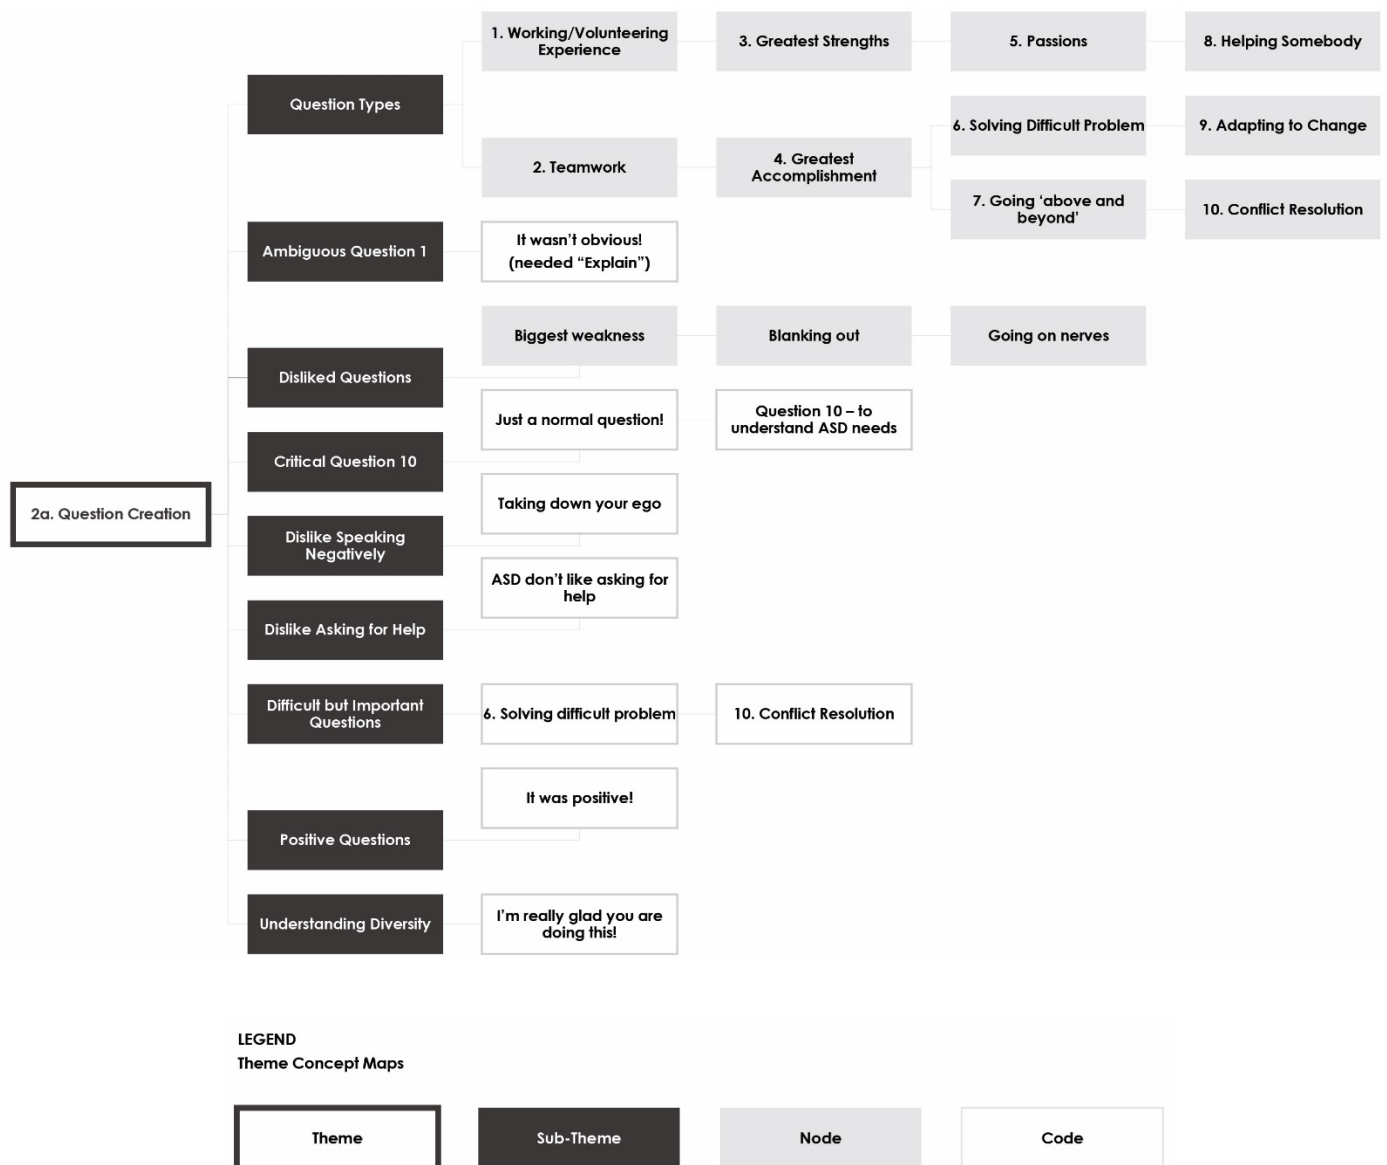 1. Working/Volunteering
Experience
3. Greatest Strengths
5. Passions
8. Helping Somebody
Question Types
6. Solving Difficult Problem
9. Adapting to Change
2. Teamwork
4. Greatest
Accomplishment
7. Going ‘above and
beyond’
10. Conflict Resolution
Ambiguous Question 1
It wasn’t obvious!
(needed “Explain”)
Biggest weakness
Blanking out
Going on nerves
Disliked Questions
Just a normal question!
Question 10 – to
understand ASD needs
Critical Question 10
Taking down your ego
2a. Question Creation
Dislike Speaking
Negatively
ASD don’t like asking for
help
Dislike Asking for Help
Difficult but Important
Questions
6. Solving difficult problem
10. Conflict Resolution
It was positive!
Positive Questions
Understanding Diversity
I’m really glad you are
doing this!
LEGEND
Theme Concept Maps
Theme
Sub-Theme
Node
Code